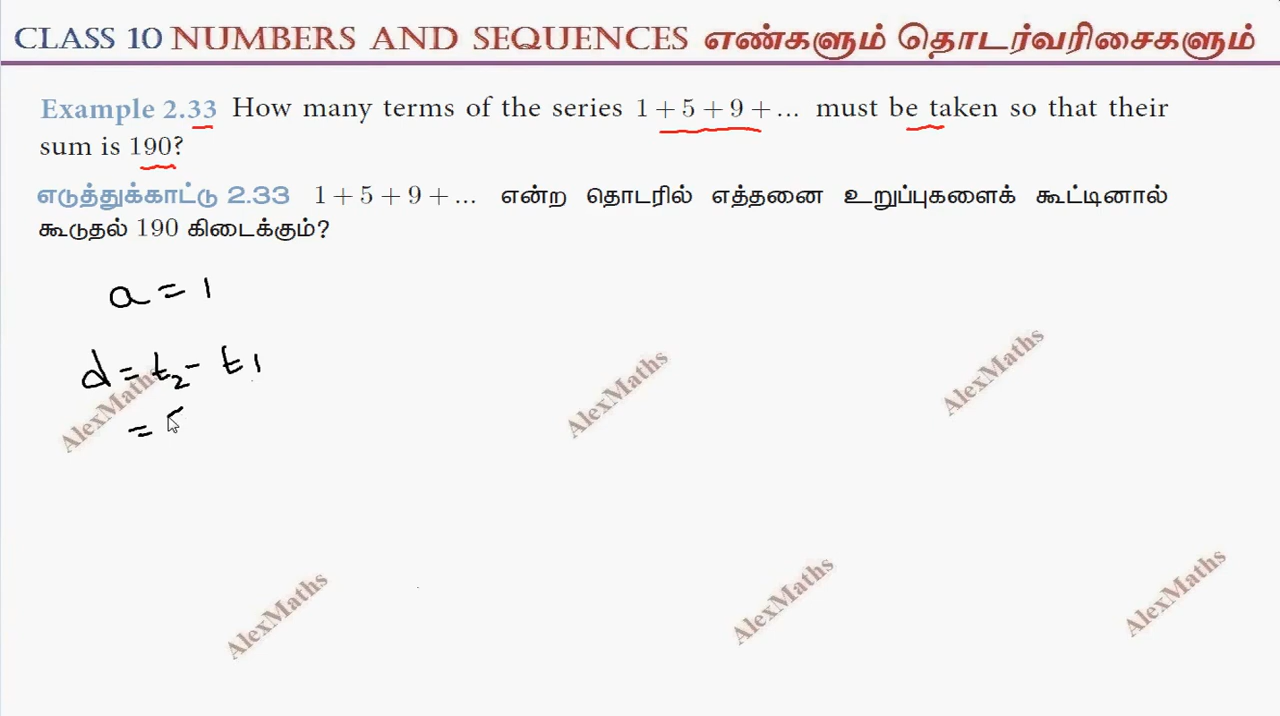 CLASS 10 NUMBERS AND SEQUENCES எண்களும் தொடர்வரிசைகளும்
Example 2.33 How many terms of the series 1 + 5 + 9 + ... must be taken so that their
sum is 190?
எடுத்துக்காட்டு 2.33 1 + 5 + 9 + ... என்ற தொடரில் எத்தனை உறுப்புகளைக் கூட்டினால்
கூடுதல் 190 கிடைக்கும்?
a = 1
d = t2 - t1
= 5
AlexMaths
AlexMaths
AlexMaths
AlexMaths
AlexMaths
AlexMaths